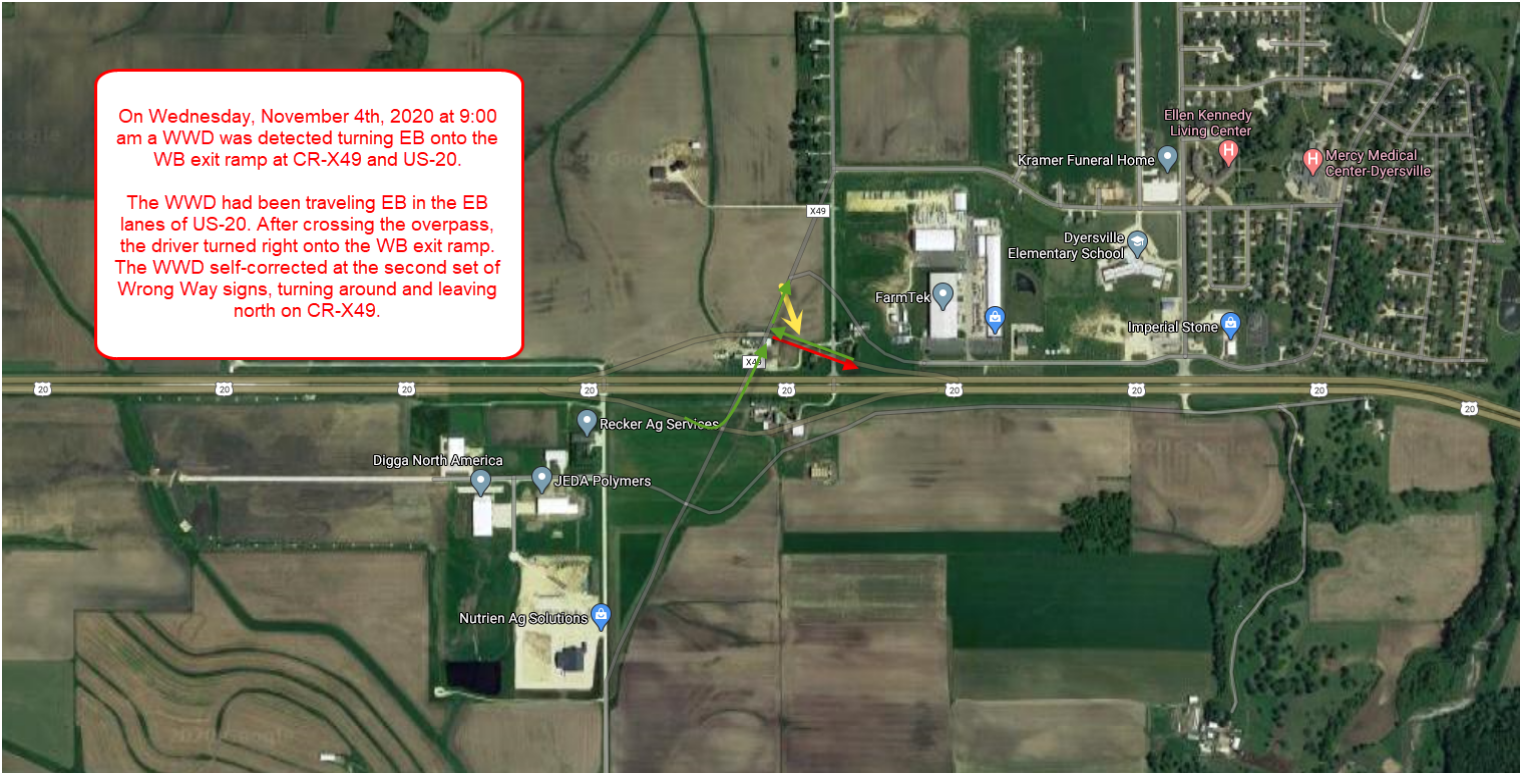 On Wednesday, November 4th, 2020 at 9:00
am a WWD was detected turning EB onto the
WB exit ramp at CR-X49 and US-20.
The WWD had been traveling EB in the EB
lanes of US-20. After crossing the overpass,
the driver turned right onto the WB exit ramp.
The WWD self-corrected at the second set of
Wrong Way signs, turning around and leaving
north on CR-X49.
Ellen Kennedy
Living Center
H
H
Kramer Funeral Home
Mercy Medical
Center-Dyersville
X49
Dyersville
Elementary School
FarmTek
Imperial Stone
X49
20
20
20
20
20
20
20
20
20
Recker Ag Services
Digga North America
JEDA Polymers
Nutrien Ag Solutions
2020 Google